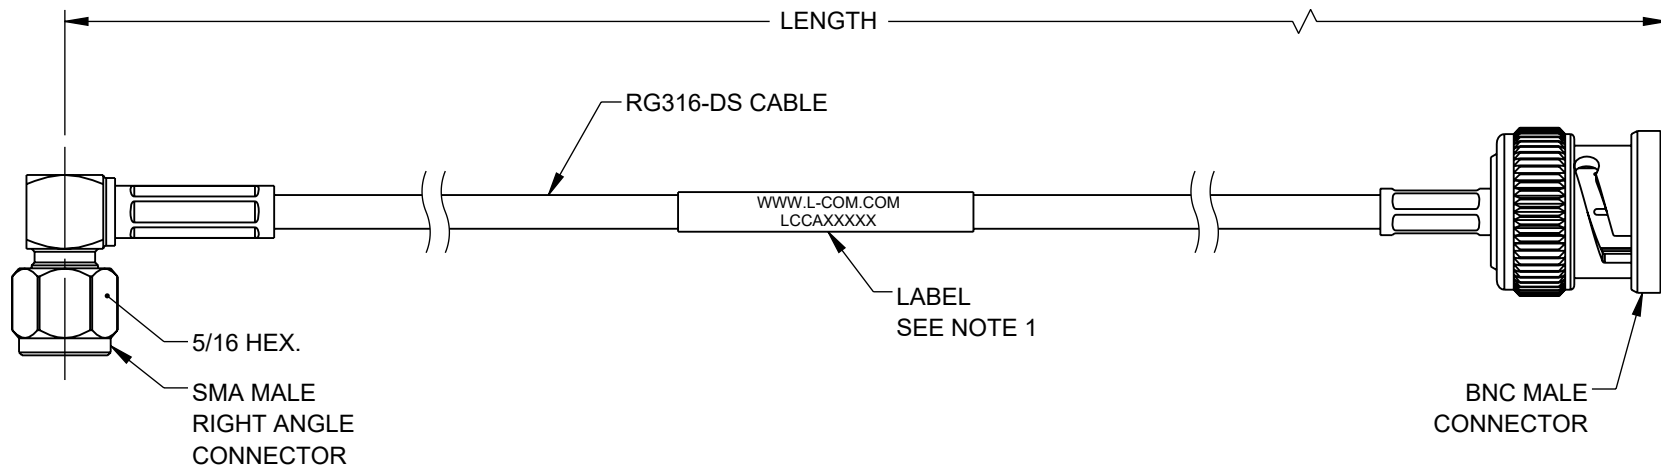 LENGTH
RG316-DS CABLE
WWW.L-COM.COM
LCCAXXXXX
LABEL
SEE NOTE 1
5/16 HEX.
SMA MALE
RIGHT ANGLE
CONNECTOR
BNC MALE
CONNECTOR